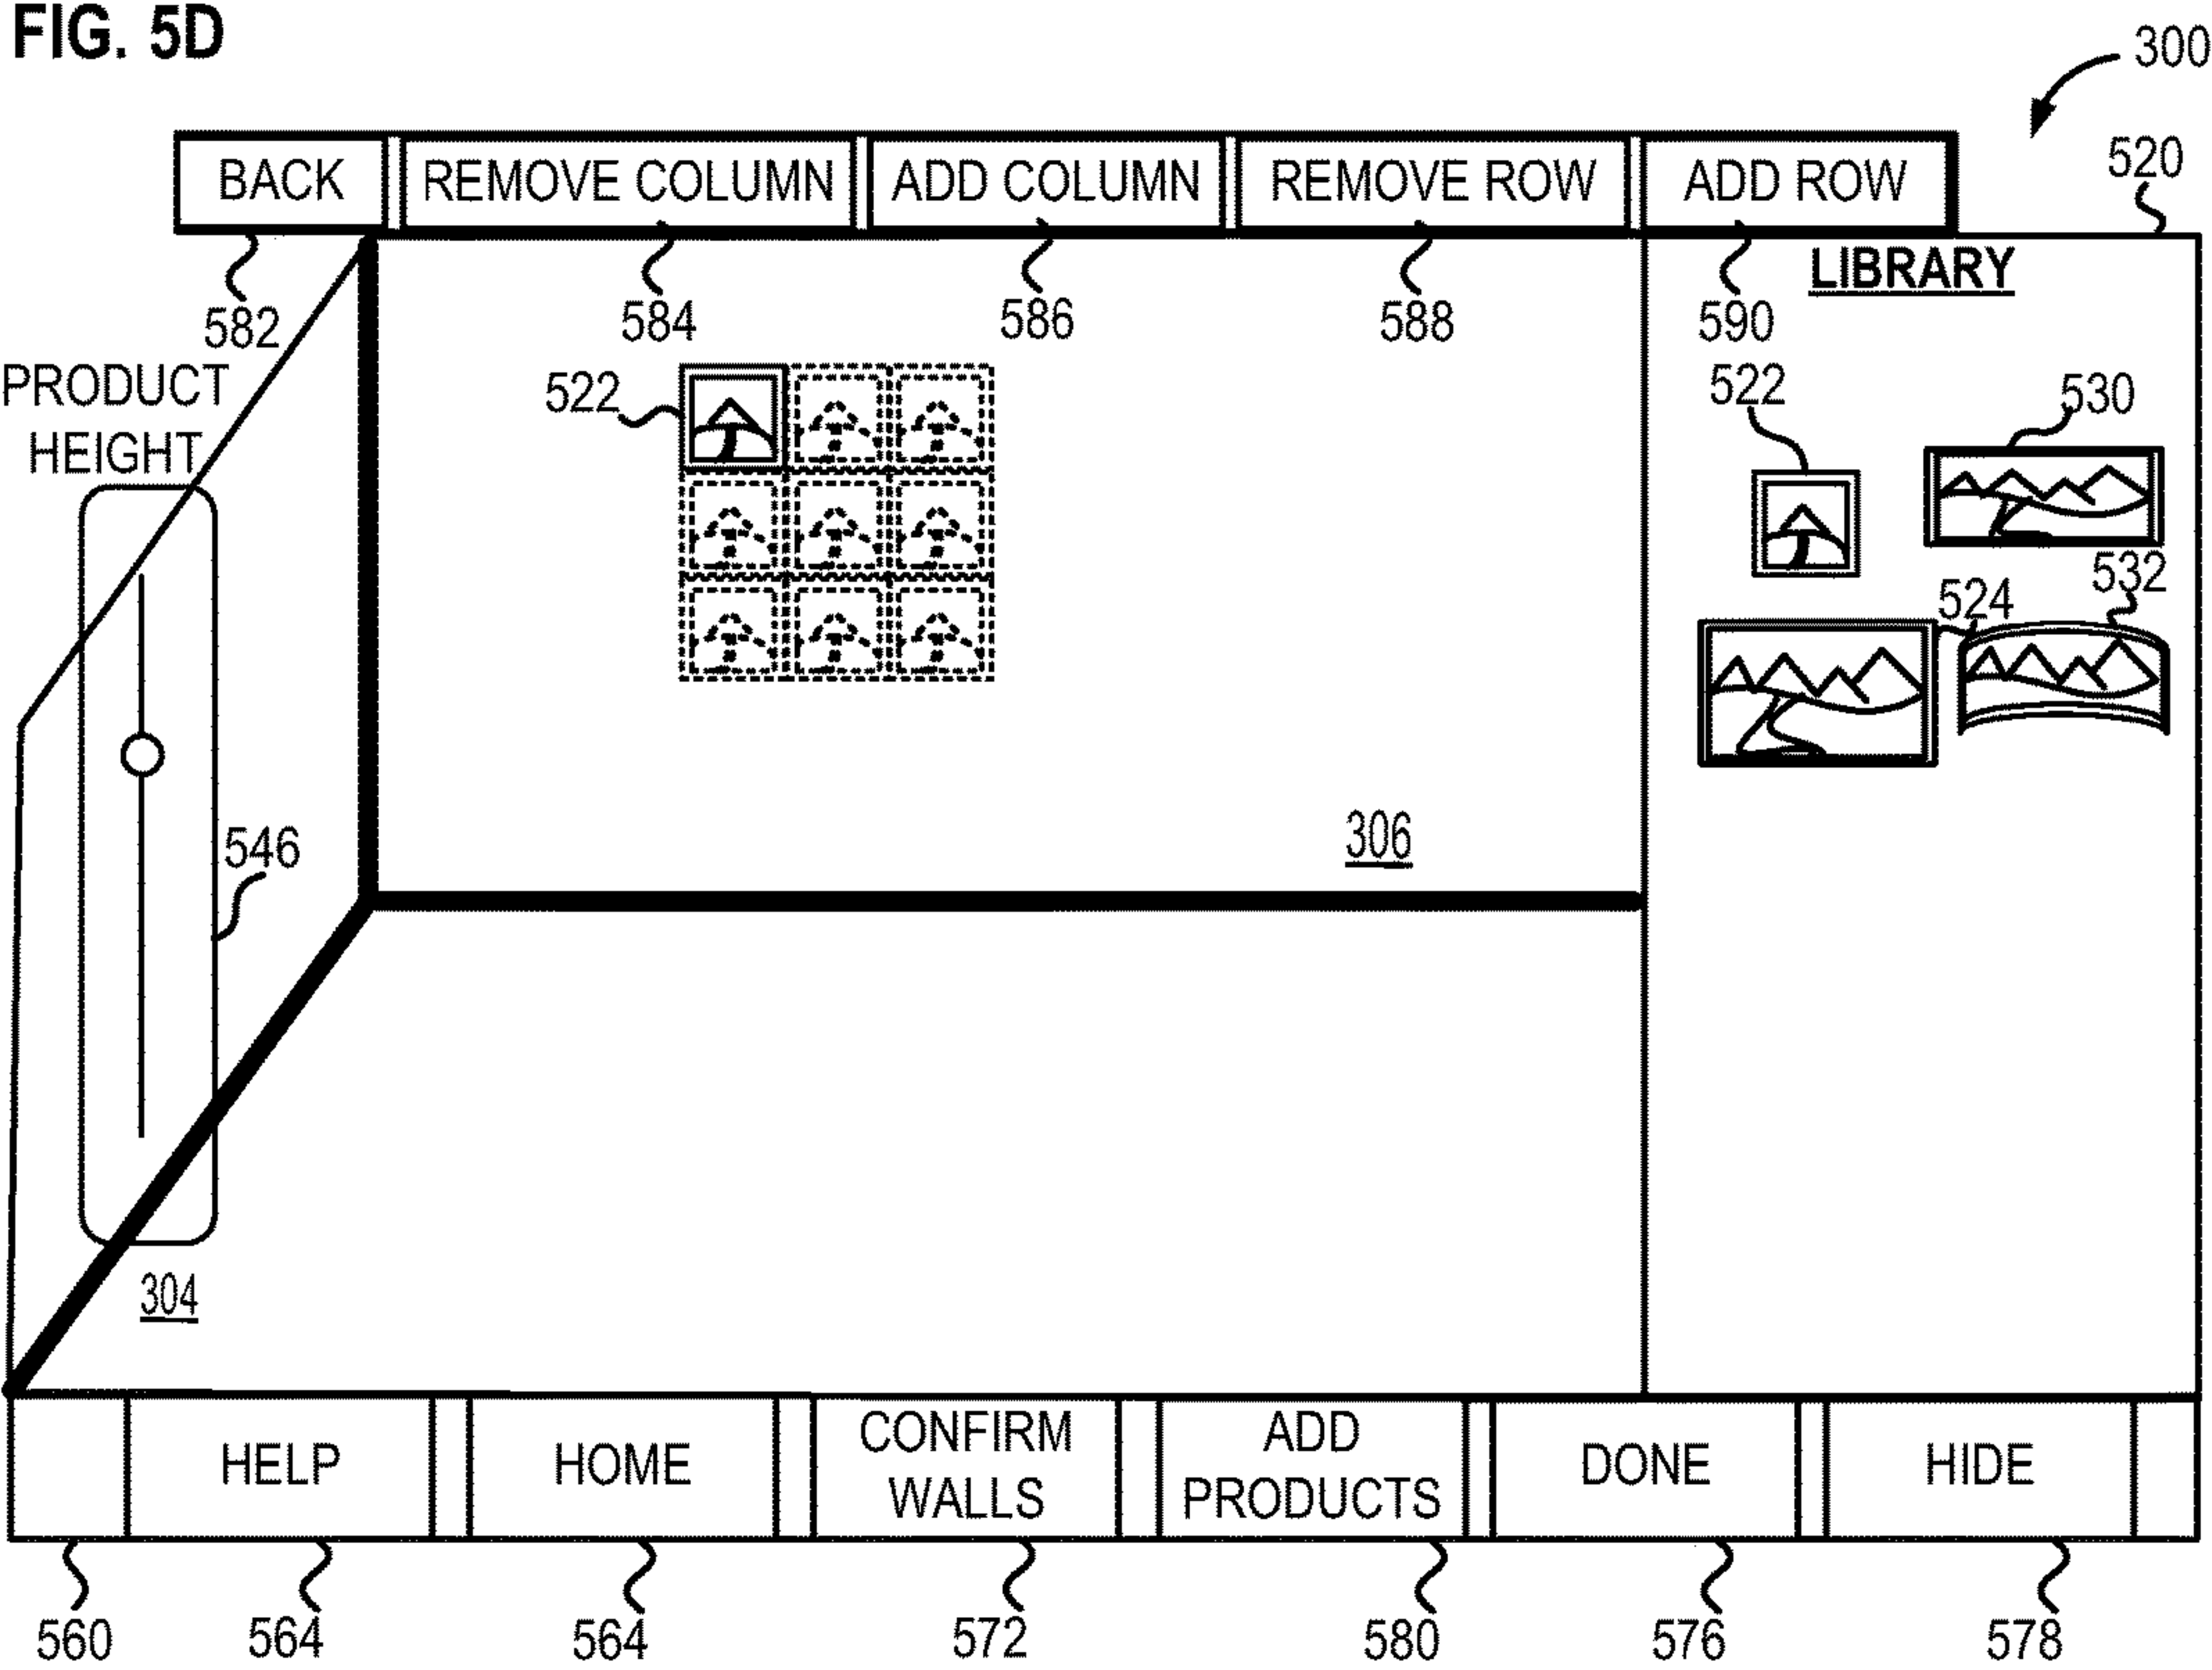 FIG. 5D
300
BACK
REMOVE COLUMN
ADD COLUMN
REMOVE ROW
ADD ROW
520
LIBRARY
582
584
586
588
590
PRODUCT
HEIGHT
522
522
530
532
524
546
306
304
HELP
HOME
CONFIRM
WALLS
ADD
PRODUCTS
DONE
HIDE
560
564
564
572
580
576
578